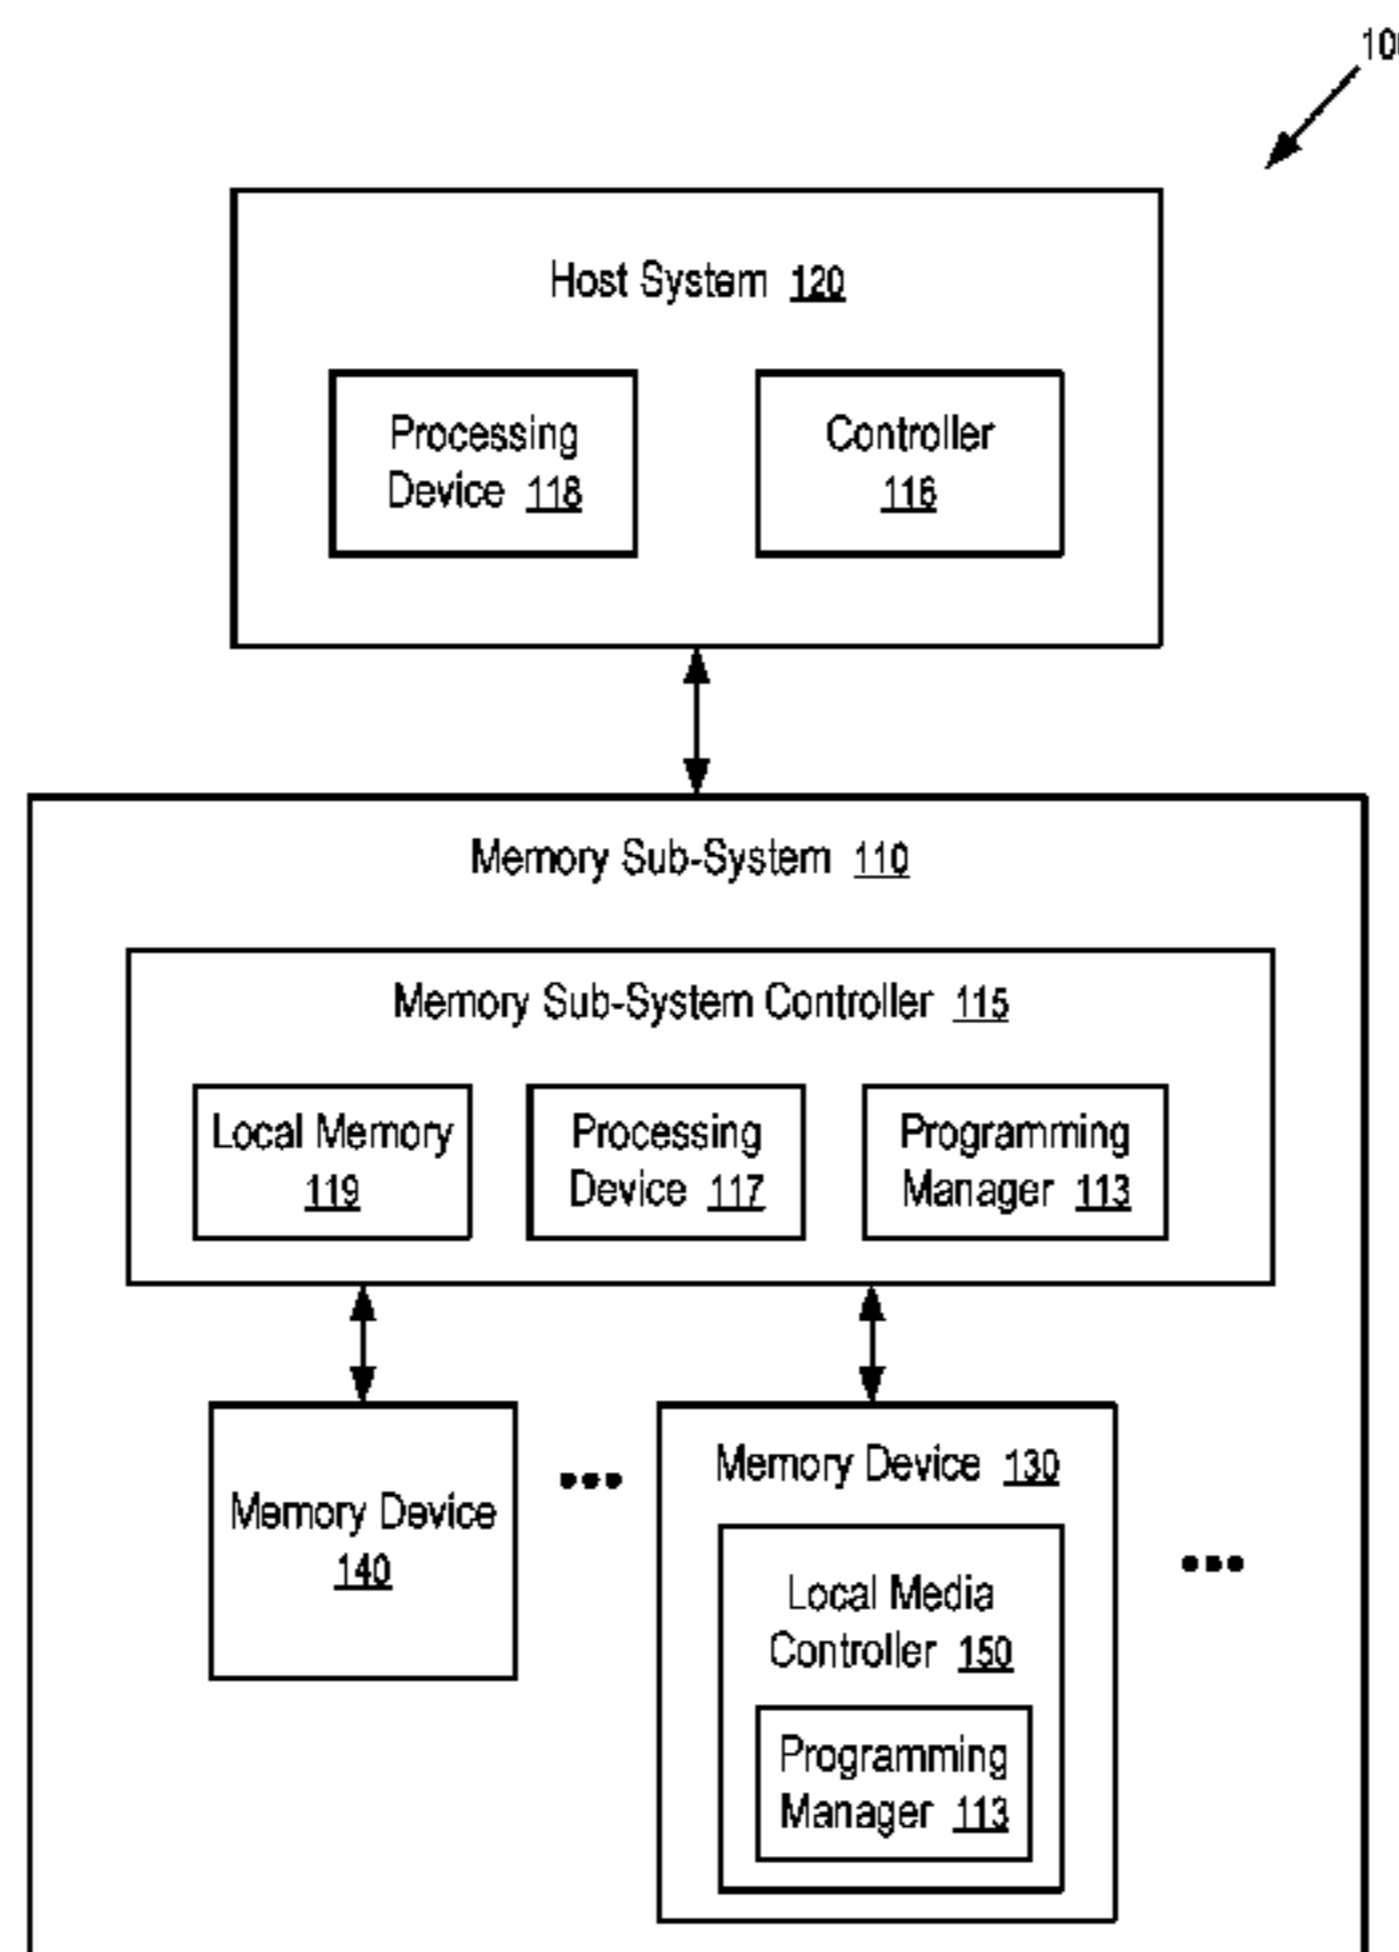 Host System 120
Processing
Device 118
Controller
116
Memory Sub-System 110
Memory Sub-System Controller 115
Local Memory
119
Processing
Device 117
Programming
Manager 113
Memory Device
140
•••
Memory Device 130
Local Media
Controller 150
Programming
Manager 113
•••